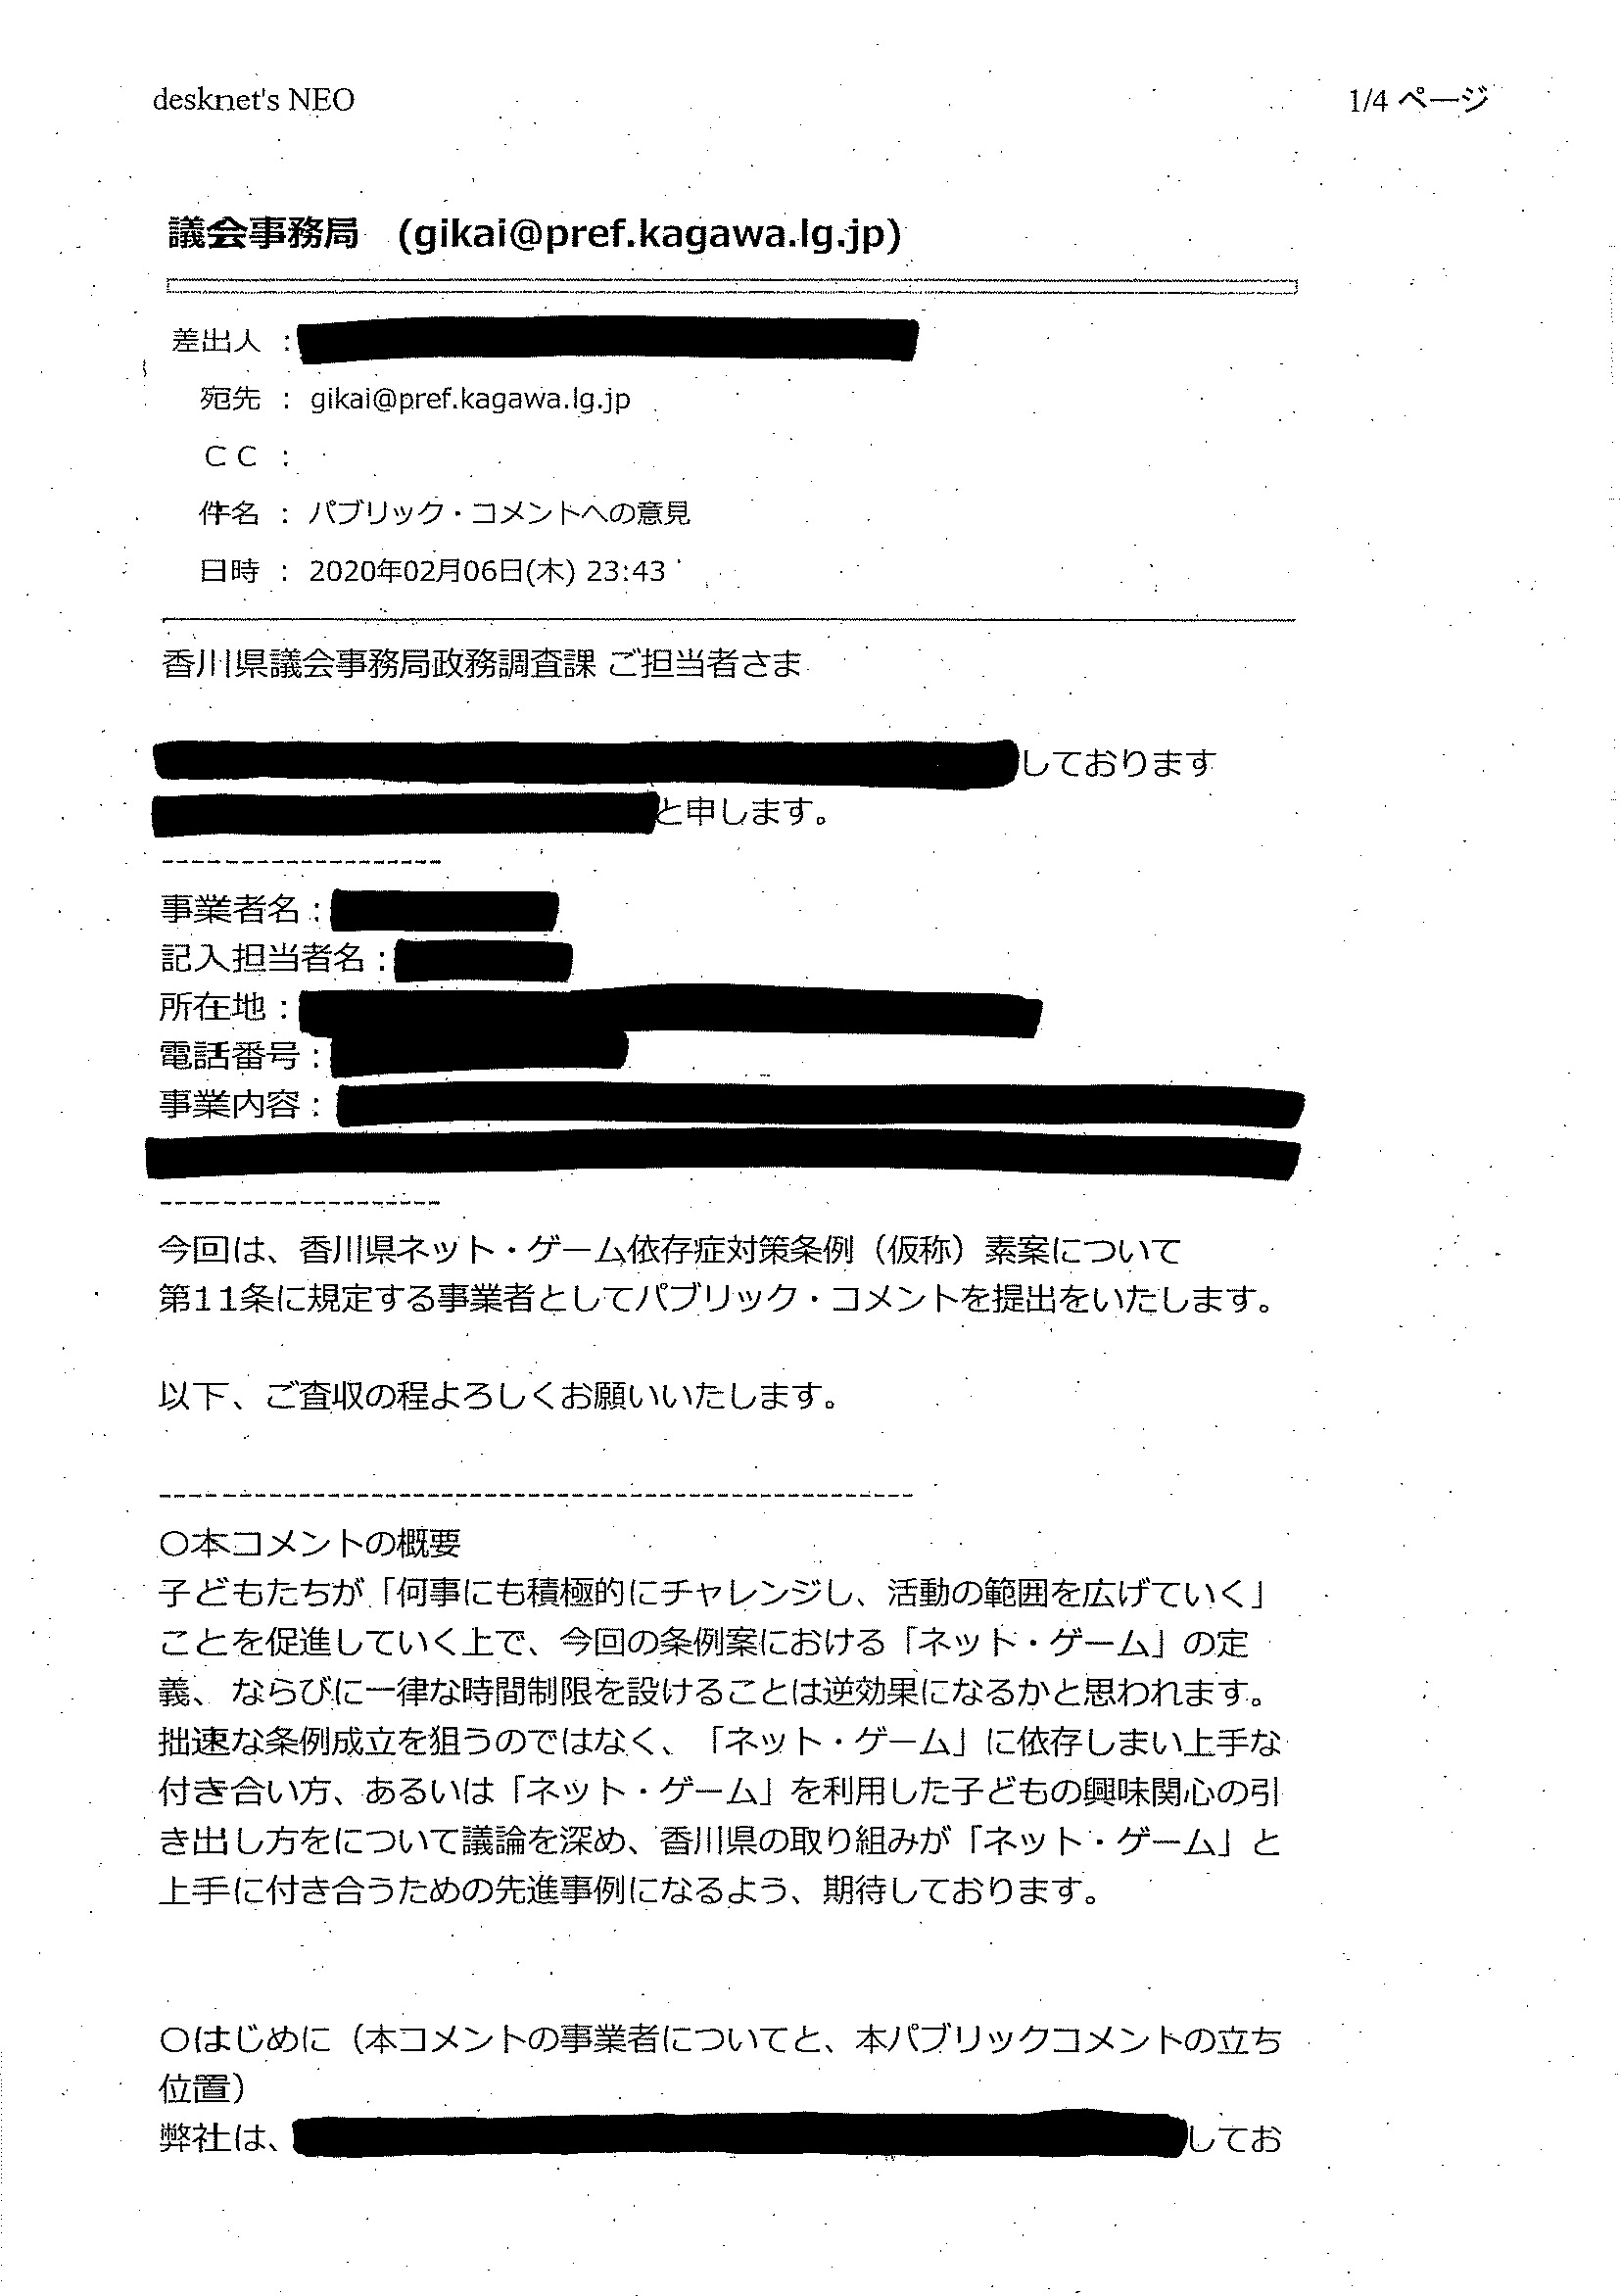 desknet's NEO
1/4 ページ
議会事務局 (gikai@pref.kagawa.lg.jp)
差出人 :
宛先 : gikai@pref.kagawa.lg.jp
ＣＣ :
件名 : パブリック・コメントへの意見
日時 : 2020年02月06日(木) 23:43
香川県議会事務局政務調査課 ご担当者さま
しております
と申します。
------------------
事業者名：
記入担当者名：
所在地：
電話番号：
事業内容：
------------------
今回は、香川県ネット・ゲーム依存症対策条例（仮称）素案について
第11条に規定する事業者としてパブリック・コメントを提出をいたします。
以下、ご査収の程よろしくお願いいたします。
------------------------------------------------
〇本コメントの概要
子どもたちが「何事にも積極的にチャレンジし、活動の範囲を広げていく」
ことを促進していく上で、今回の条例案における「ネット・ゲーム」の定
義、ならびに一律な時間制限を設けることは逆効果になるかと思われます。
拙速な条例成立を狙うのではなく、「ネット・ゲーム」に依存しまい上手な
付き合い方、あるいは「ネット・ゲーム」を利用した子どもの興味関心の引
き出し方をについて議論を深め、香川県の取り組みが「ネット・ゲーム」と
上手に付き合うための先進事例になるよう、期待しております。
〇はじめに（本コメントの事業者についてと、本パブリックコメントの立ち
位置）
弊社は、してお